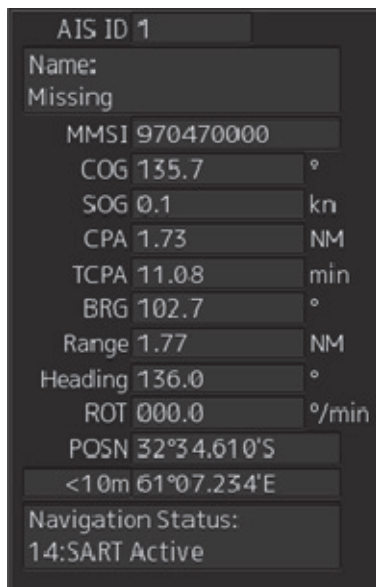 AIS ID 1
Name:
Missing
MMSI 970470000
COG 135.7 °
SOG 0.1 kn
CPA 1.73 NM
TCPA 11.08 min
BRG 102.7 °
Range 1.77 NM
Heading 136.0 °
ROT 000.0 °/min
POSN 32°34.610'S
<10m 61°07.234'E
Navigation Status:
14:SART Active